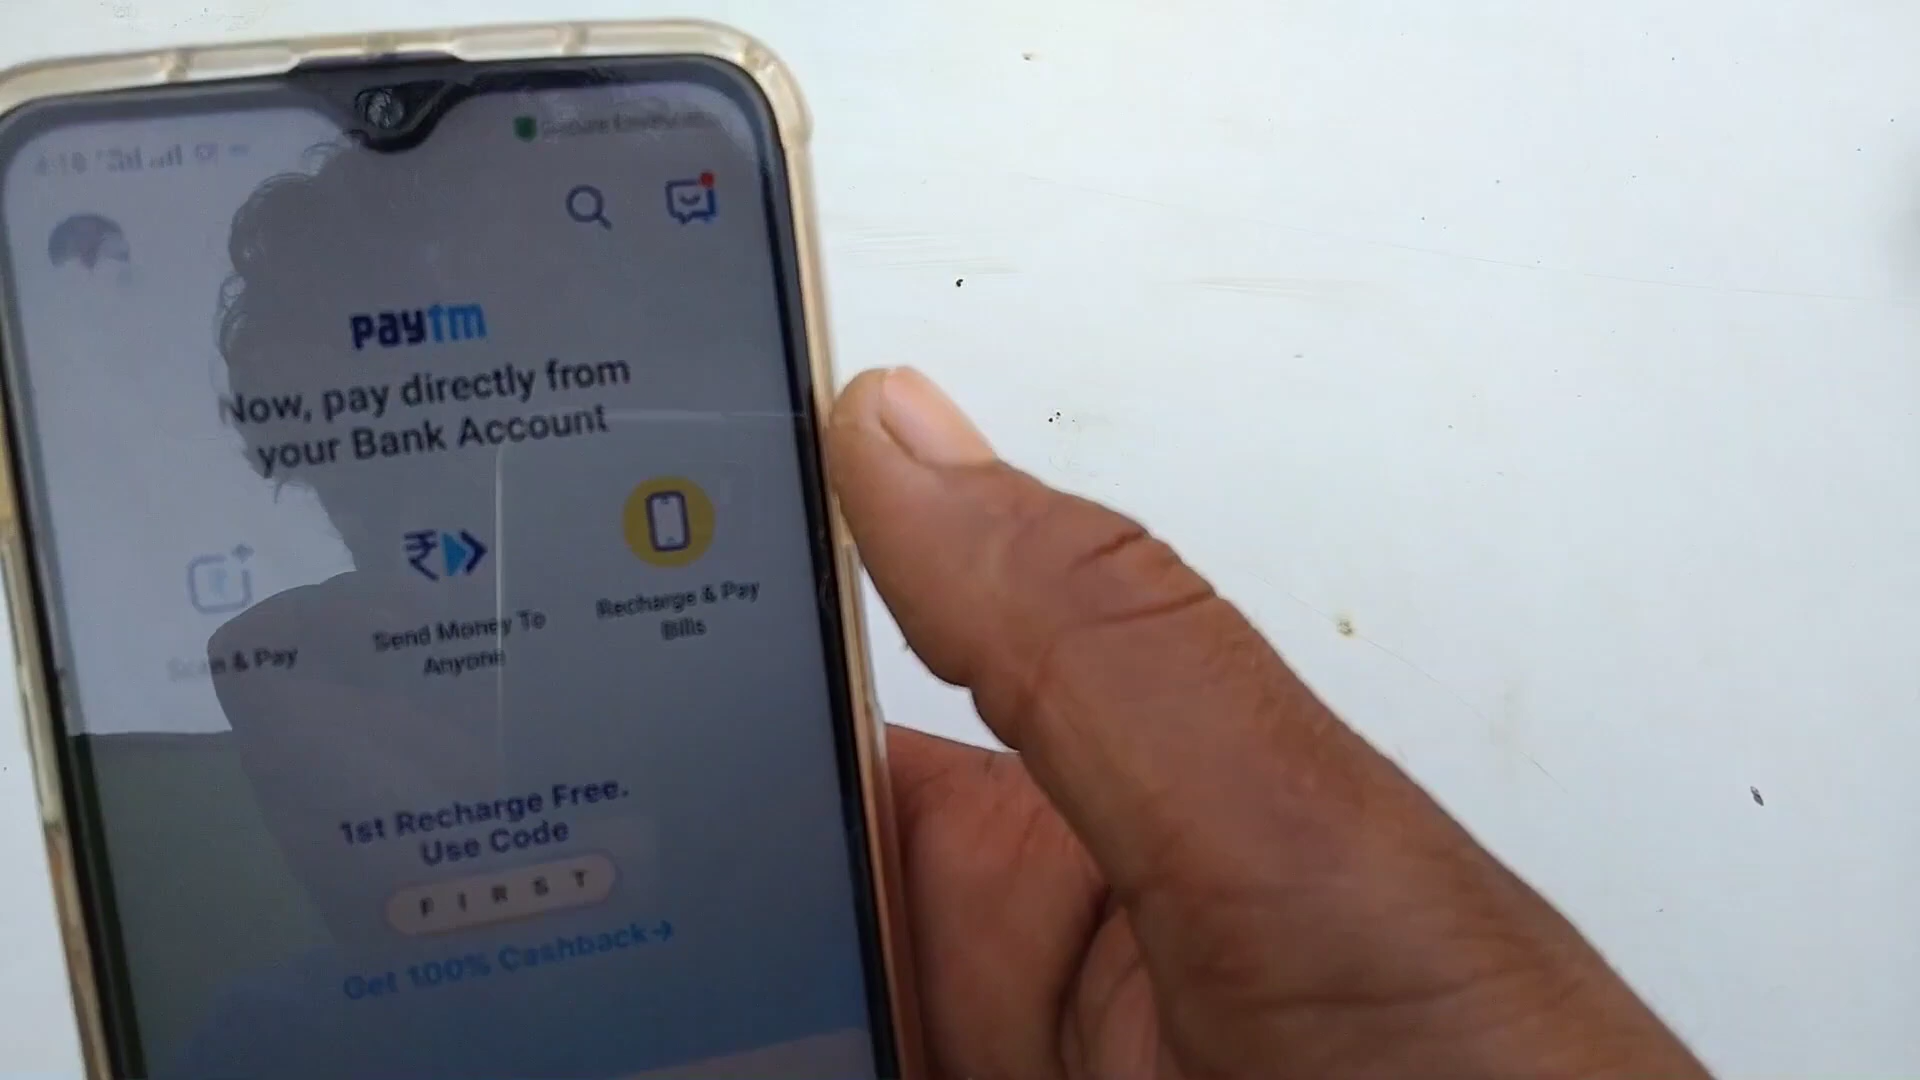 paytm
Now, pay directly from
your Bank Account
Scan & Pay
Send Money To
Anyone
Recharge & Pay
Bills
1st Recharge Free.
Use Code
F I R S T
Get 100% Cashback→